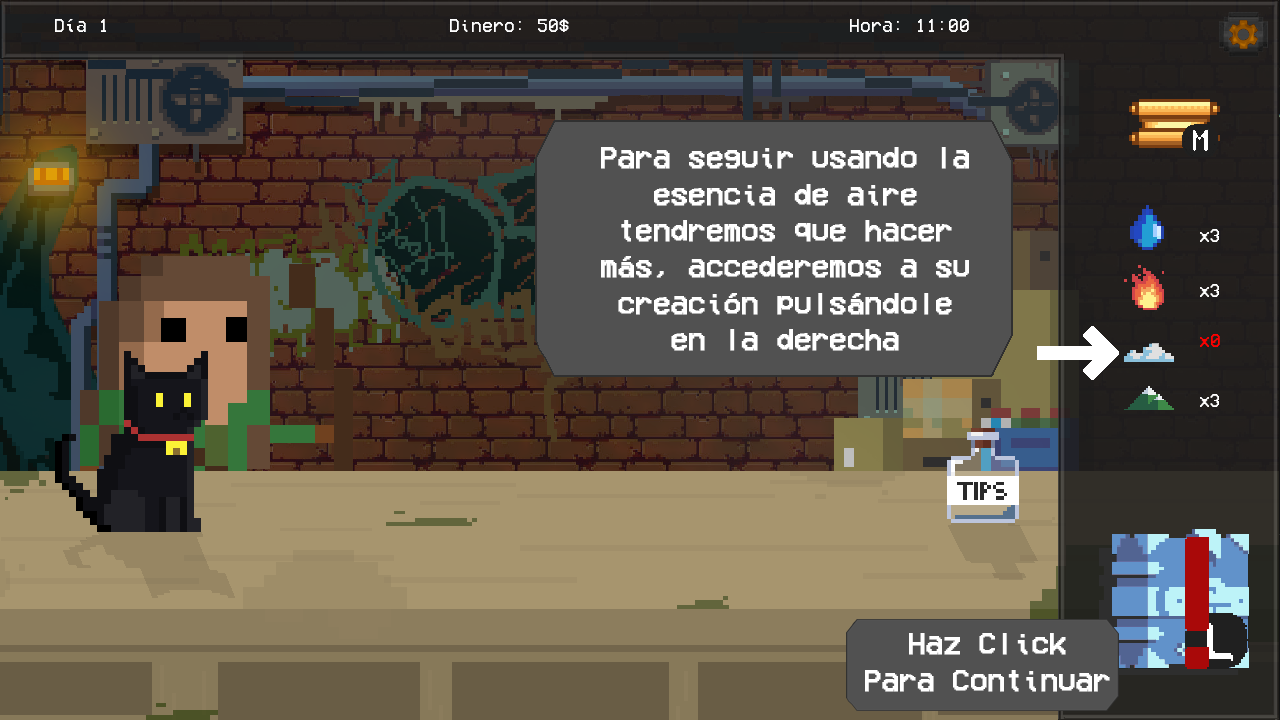 Día 1
Dinero: 50$
Hora: 11:00
M
Para seguir usando la
esencia de aire
tendremos que hacer
más, accederemos a su
creación pulsándole
en la derecha
x3
x3
x0
x3
TIPS
L
Haz Click
Para Continuar